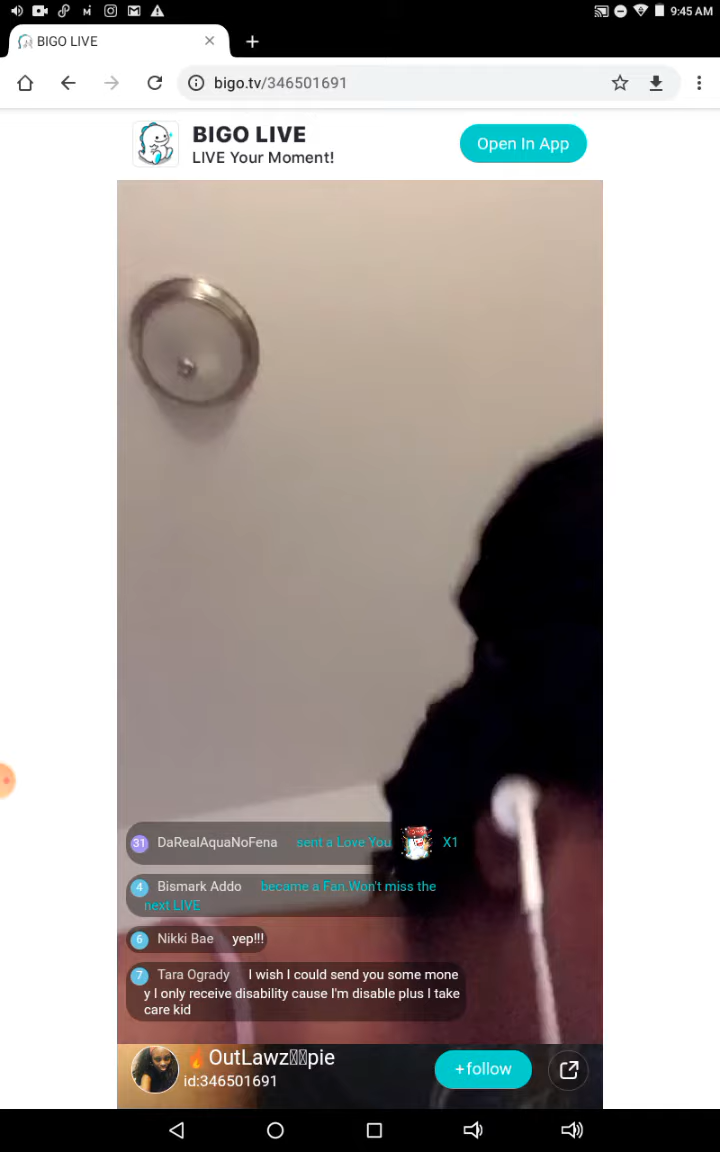 9:45 AM
BIGO LIVE
bigo.tv/346501691
BIGO LIVE
LIVE Your Moment!
Open In App
31 DaRealAquaNoFena sent a Love You X1
4 Bismark Addo became a Fan.Won't miss the
next LIVE
6 Nikki Bae yep!!!
7 Tara Ogrady I wish I could send you some mone
y I only receive disability cause I'm disable plus I take
care kid
🔥OutLawz▯▯pie
+follow
id:346501691